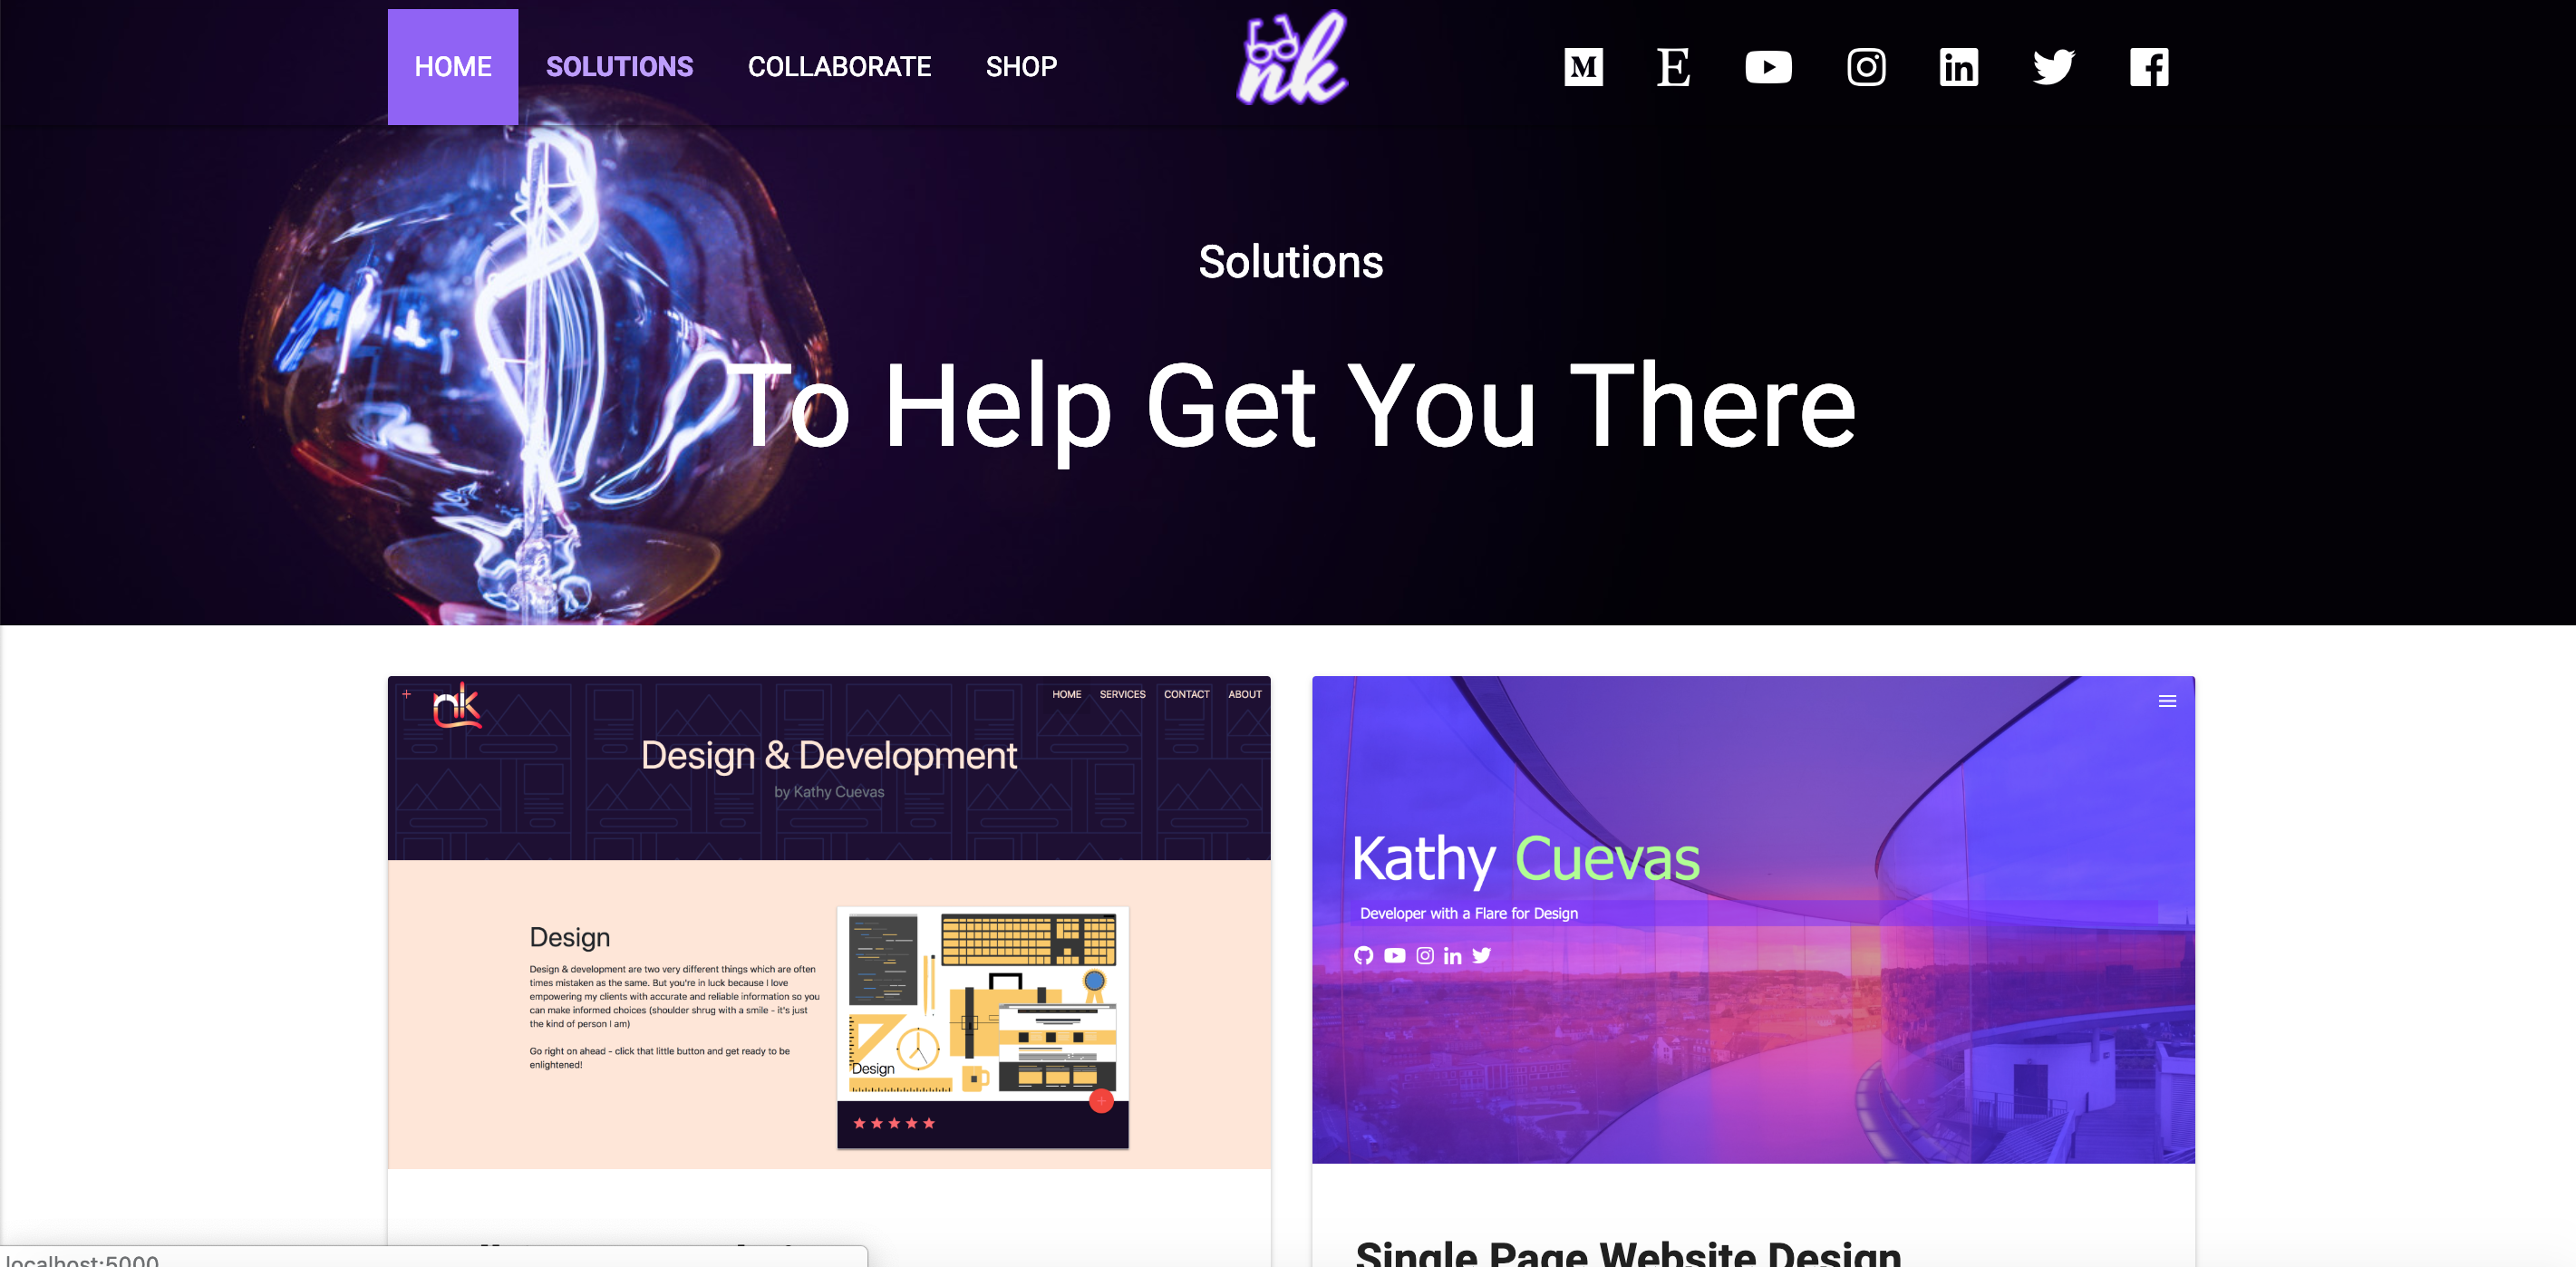 HOME SOLUTIONS COLLABORATE SHOP nk
Solutions
To Help Get You There
nk HOME SERVICES CONTACT ABOUT
Design & Development
by Kathy Cuevas
Design
Design & development are two very different things which are often
times mistaken as the same. But you're in luck because I love
empowering my clients with accurate and reliable information so you
can make informed choices (shoulder shrug with a smile - it's just
the kind of person I am)
Go right on ahead - click that little button and get ready to be
enlightened!
Design
Kathy Cuevas
Developer with a Flare for Design
Single Page Website Design
localhost:5000